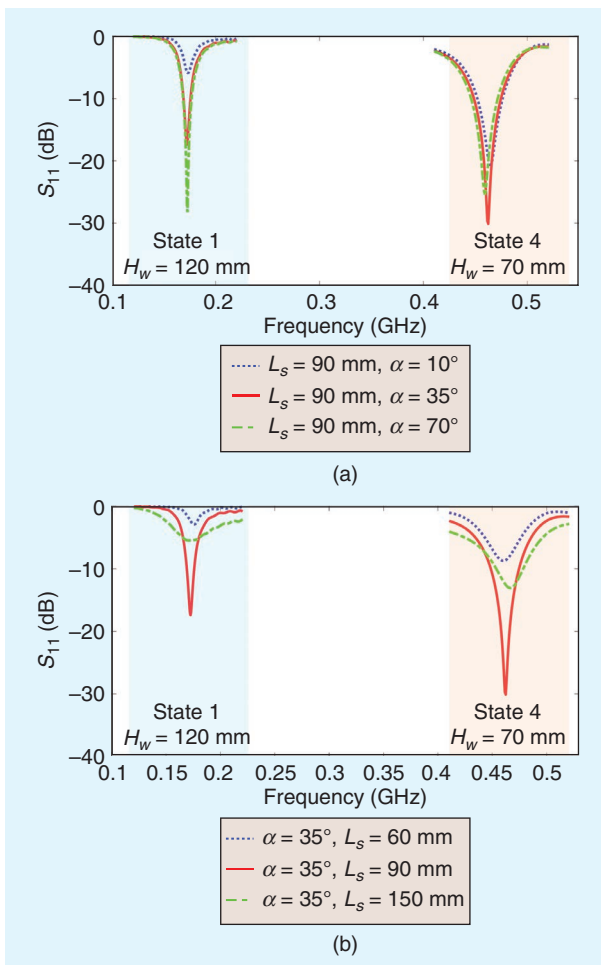 0
−10
−20
−30
−40
S11 (dB)
State 1
Hw = 120 mm
State 4
Hw = 70 mm
0.1
0.2
0.3
0.4
0.5
Frequency (GHz)
Ls = 90 mm, α = 10°
Ls = 90 mm, α = 35°
Ls = 90 mm, α = 70°
(a)
0
−10
−20
−30
−40
S11 (dB)
State 1
Hw = 120 mm
State 4
Hw = 70 mm
0.1
0.15
0.2
0.25
0.3
0.35
0.4
0.45
0.5
Frequency (GHz)
α = 35°, Ls = 60 mm
α = 35°, Ls = 90 mm
α = 35°, Ls = 150 mm
(b)